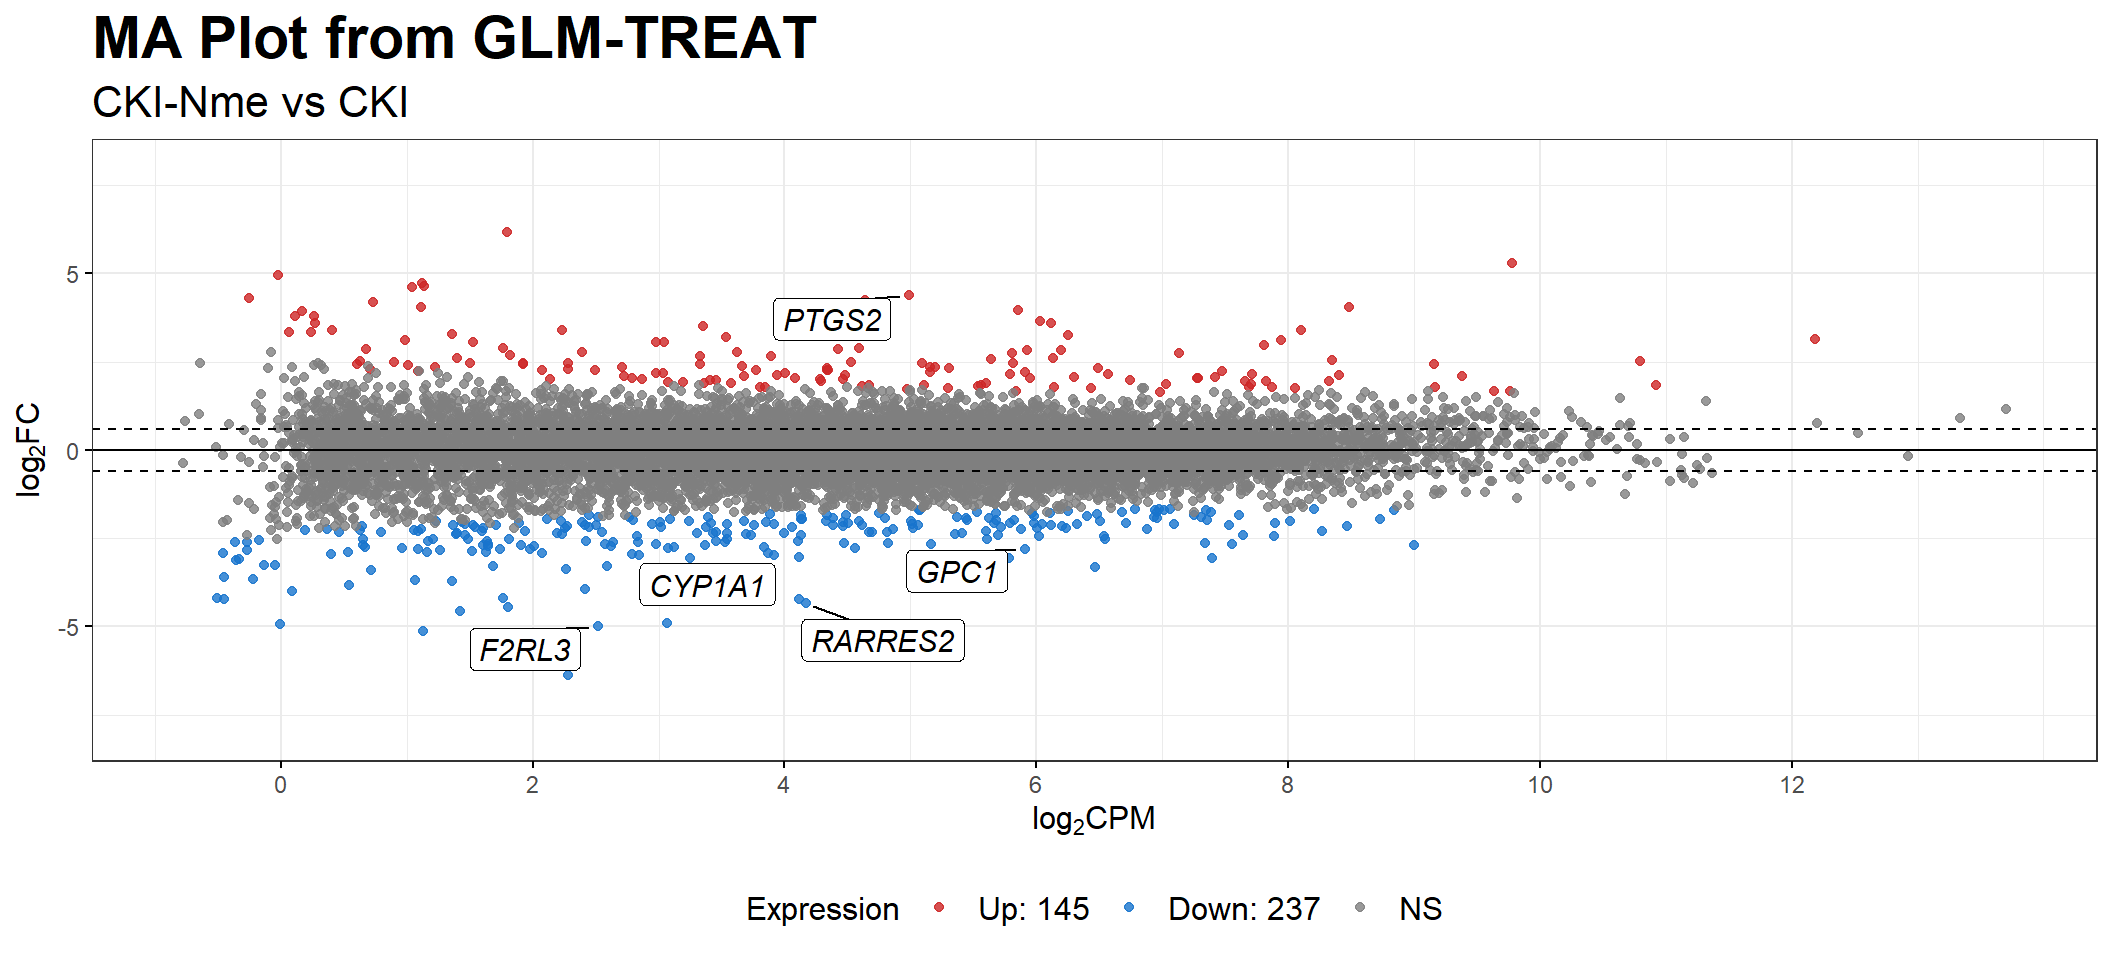 MA Plot from GLM-TREAT
CKI-Nme vs CKI
log2FC
5
0
-5
PTGS2
GPC1
CYP1A1
RARRES2
F2RL3
0 2 4 6 8 10 12
log2CPM
Expression Up: 145 Down: 237 NS